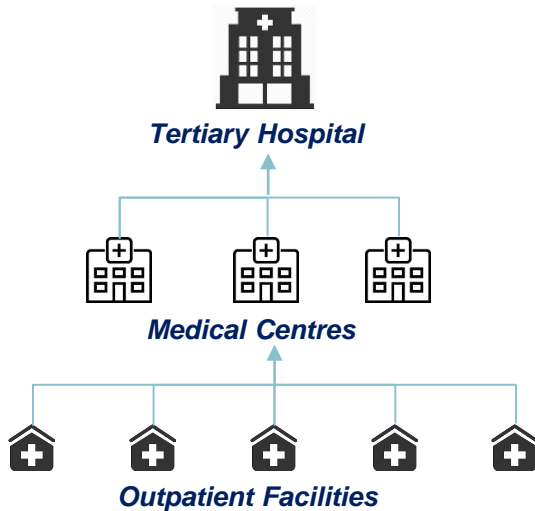 Tertiary Hospital
Medical Centres
Outpatient Facilities